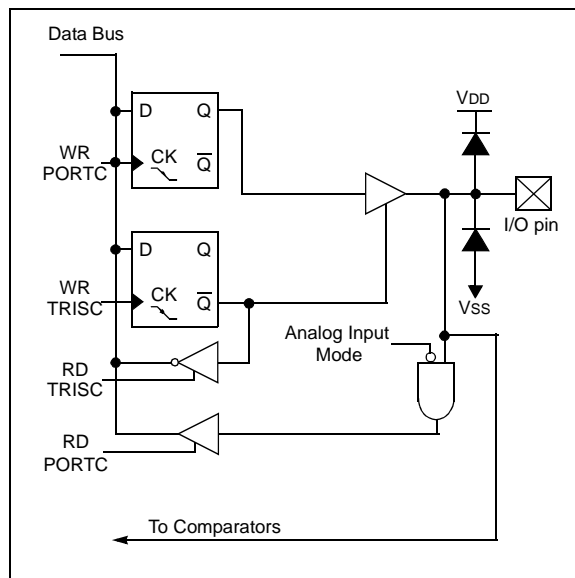 Data Bus
D Q
VDD
WR
PORTC
CK
Q
I/O pin
D Q
WR
TRISC
CK
Q
VSS
Analog Input
Mode
RD
TRISC
RD
PORTC
To Comparators